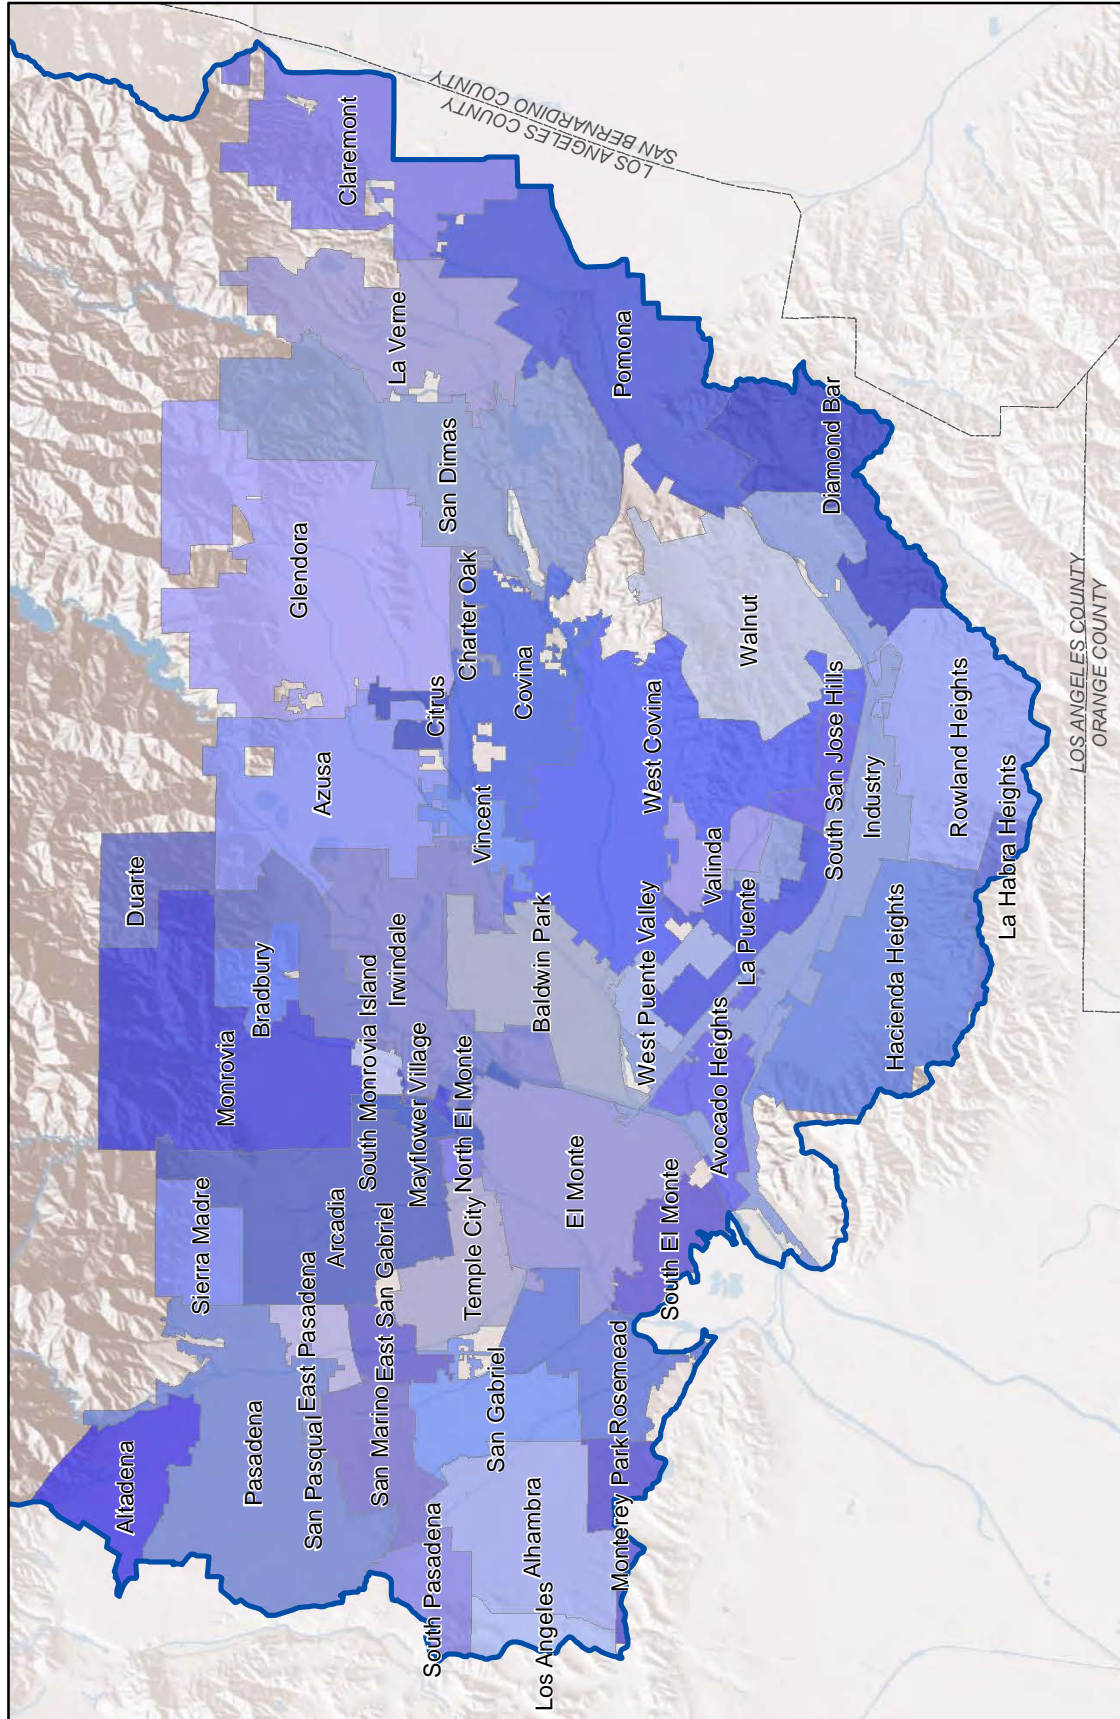 Altadena
Sierra Madre
Monrovia
Duarte
Pasadena
Bradbury
Glendora
Claremont
East Pasadena
San Pasqual
Arcadia
Azusa
San Marino
East San Gabriel
South Monrovia Island
Irwindale
La Verne
Mayflower Village
South Pasadena
Citrus
San Dimas
Temple City
North El Monte
Charter Oak
San Gabriel
Vincent
Covina
Los Angeles
Alhambra
El Monte
Baldwin Park
Monterey Park
Rosemead
Pomona
South El Monte
West Puente Valley
West Covina
Avocado Heights
Valinda
La Puente
Walnut
South San Jose Hills
Diamond Bar
Industry
Hacienda Heights
Rowland Heights
La Habra Heights
LOS ANGELES COUNTY
SAN BERNARDINO COUNTY
LOS ANGELES COUNTY
ORANGE COUNTY